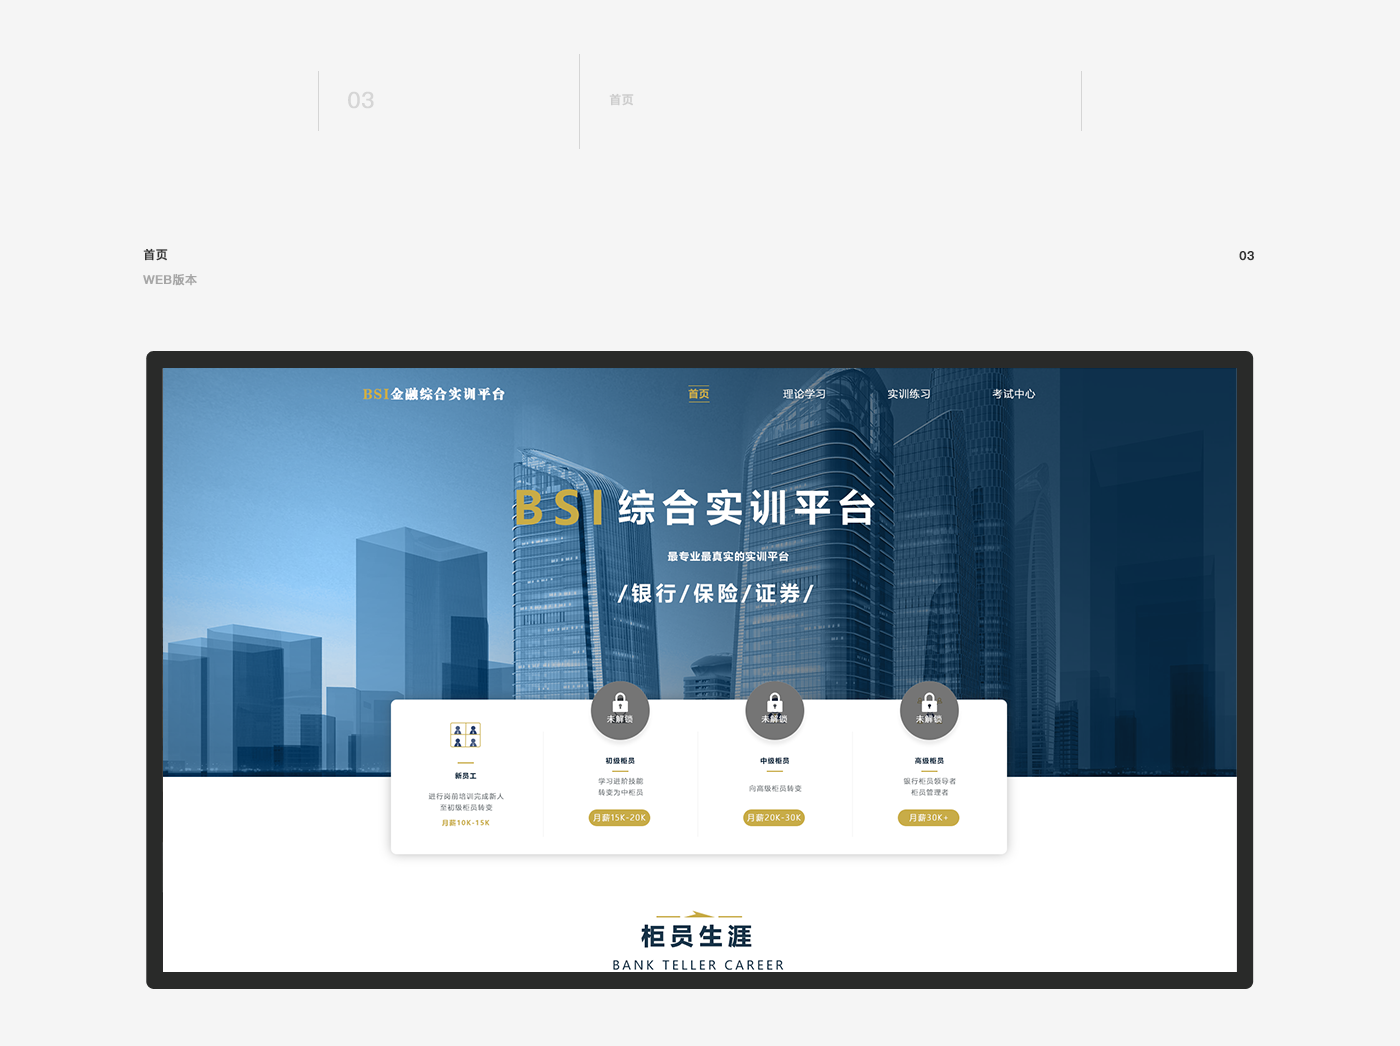 03
首页
首页
03
WEB版本
BSI金融综合实训平台
首页
理论学习
实训练习
考试中心
BSI 综合实训平台
最专业最真实的实训平台
/银行/保险/证券/
新员工
进行岗前培训完成新人
至初级柜员转变
月薪10K-15K
未解锁
初级柜员
学习进阶技能
转变为中柜员
月薪15K-20K
未解锁
中级柜员
向高级柜员转变
月薪20K-30K
未解锁
高级柜员
银行柜员领导者
柜员管理者
月薪30K+
柜员生涯
BANK TELLER CAREER